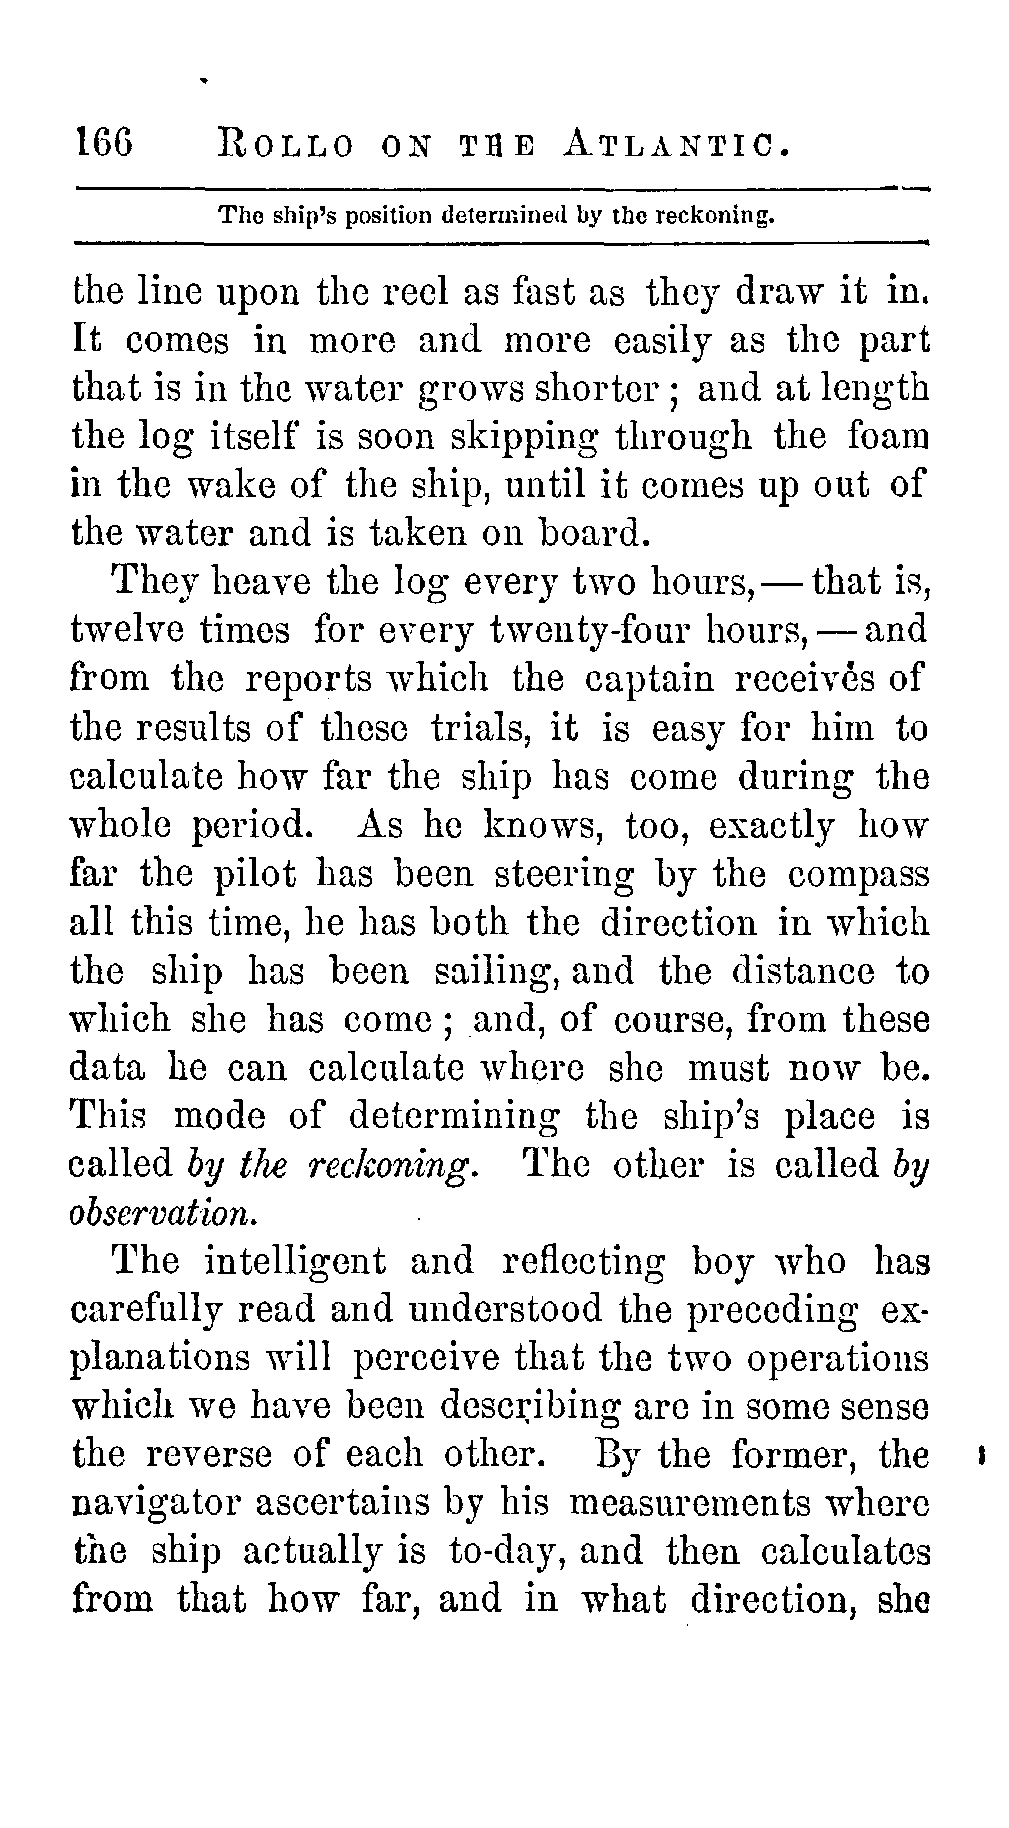 166 ROLLO ON THE ATLANTIC.
The ship's position determined by the reckoning.
the line upon the reel as fast as they draw it in.
It comes in more and more easily as the part
that is in the water grows shorter ; and at length
the log itself is soon skipping through the foam
in the wake of the ship, until it comes up out of
the water and is taken on board.
They heave the log every two hours, — that is,
twelve times for every twenty-four hours, — and
from the reports which the captain receives of
the results of these trials, it is easy for him to
calculate how far the ship has come during the
whole period. As he knows, too, exactly how
far the pilot has been steering by the compass
all this time, he has both the direction in which
the ship has been sailing, and the distance to
which she has come ; and, of course, from these
data he can calculate where she must now be.
This mode of determining the ship's place is
called by the reckoning. The other is called by
observation.
The intelligent and reflecting boy who has
carefully read and understood the preceding ex-
planations will perceive that the two operations
which we have been describing are in some sense
the reverse of each other. By the former, the
navigator ascertains by his measurements where
the ship actually is to-day, and then calculates
from that how far, and in what direction, she